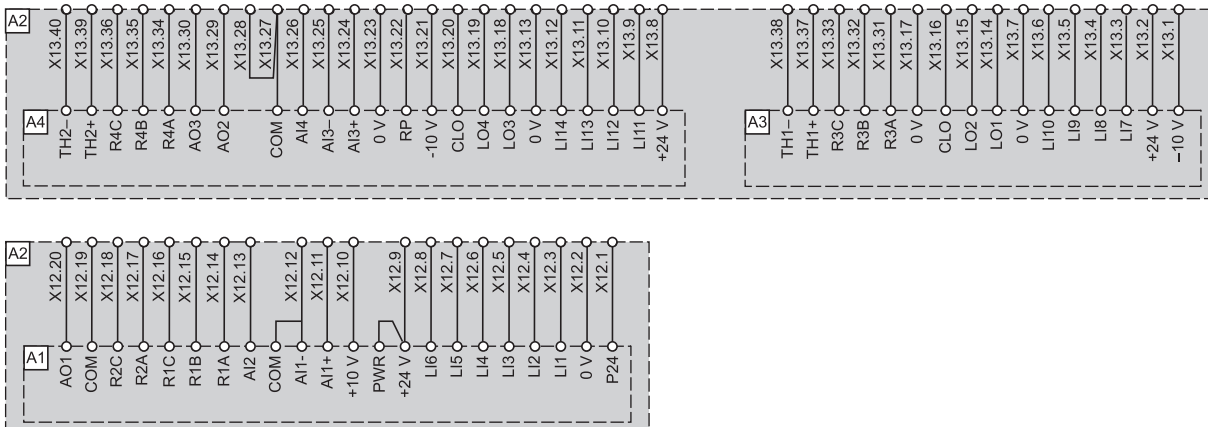 A2
X13.40 X13.39 X13.36 X13.35 X13.34 X13.30 X13.29 X13.28 X13.27 X13.26 X13.25 X13.24 X13.23 X13.22 X13.21 X13.20 X13.19 X13.18 X13.13 X13.12 X13.11 X13.10 X13.9 X13.8
X13.38 X13.37 X13.33 X13.32 X13.31 X13.17 X13.16 X13.15 X13.14 X13.7 X13.6 X13.5 X13.4 X13.3 X13.2 X13.1
A4
TH2– TH2+ R4C R4B R4A AO3 AO2 COM AI4 AI3– AI3+ 0 V RP -10 V CLO LO4 LO3 0 V LI14 LI13 LI12 LI11 +24 V
A3
TH1– TH1+ R3C R3B R3A 0 V CLO LO2 LO1 0 V LI10 LI9 LI8 LI7 +24 V –10 V
A2
X12.20 X12.19 X12.18 X12.17 X12.16 X12.15 X12.14 X12.13 X12.12 X12.11 X12.10 X12.9 X12.8 X12.7 X12.6 X12.5 X12.4 X12.3 X12.2 X12.1
A1
AO1 COM R2C R2A R1C R1B R1A AI2 COM AI1- AI1+ +10 V PWR +24 V LI6 LI5 LI4 LI3 LI2 LI1 0 V P24